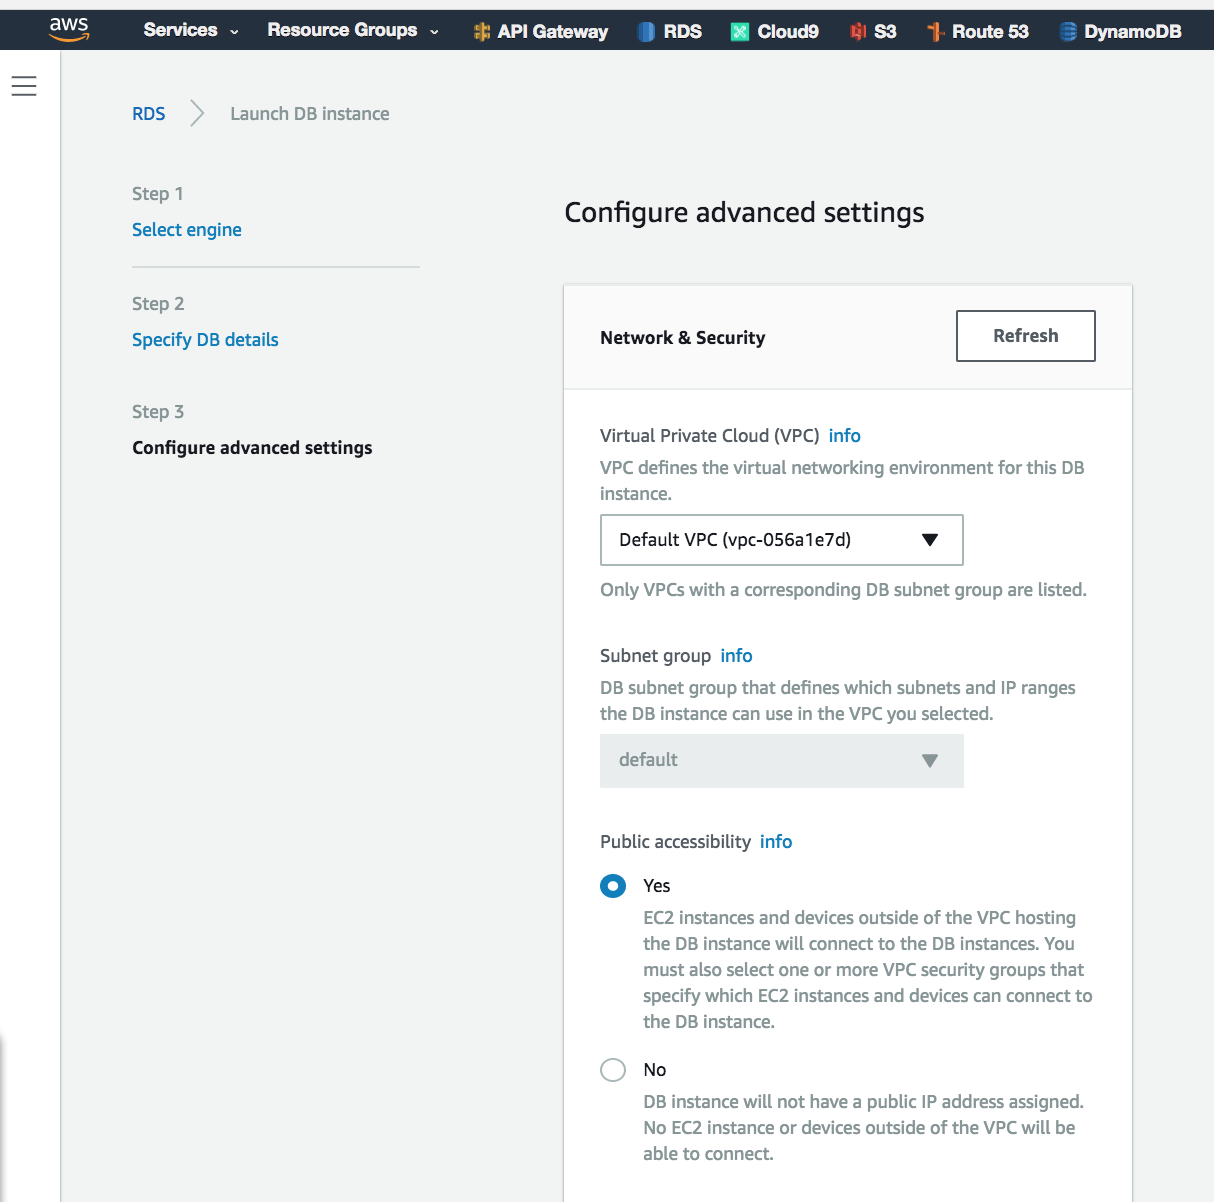 aws Services Resource Groups API Gateway RDS Cloud9 S3 Route 53 DynamoDB
RDS Launch DB instance
Step 1
Select engine
Step 2
Specify DB details
Step 3
Configure advanced settings
Configure advanced settings
Network & Security Refresh
Virtual Private Cloud (VPC) info
VPC defines the virtual networking environment for this DB
instance.
Default VPC (vpc-056a1e7d)
Only VPCs with a corresponding DB subnet group are listed.
Subnet group info
DB subnet group that defines which subnets and IP ranges
the DB instance can use in the VPC you selected.
default
Public accessibility info
Yes
EC2 instances and devices outside of the VPC hosting
the DB instance will connect to the DB instances. You
must also select one or more VPC security groups that
specify which EC2 instances and devices can connect to
the DB instance.
No
DB instance will not have a public IP address assigned.
No EC2 instance or devices outside of the VPC will be
able to connect.